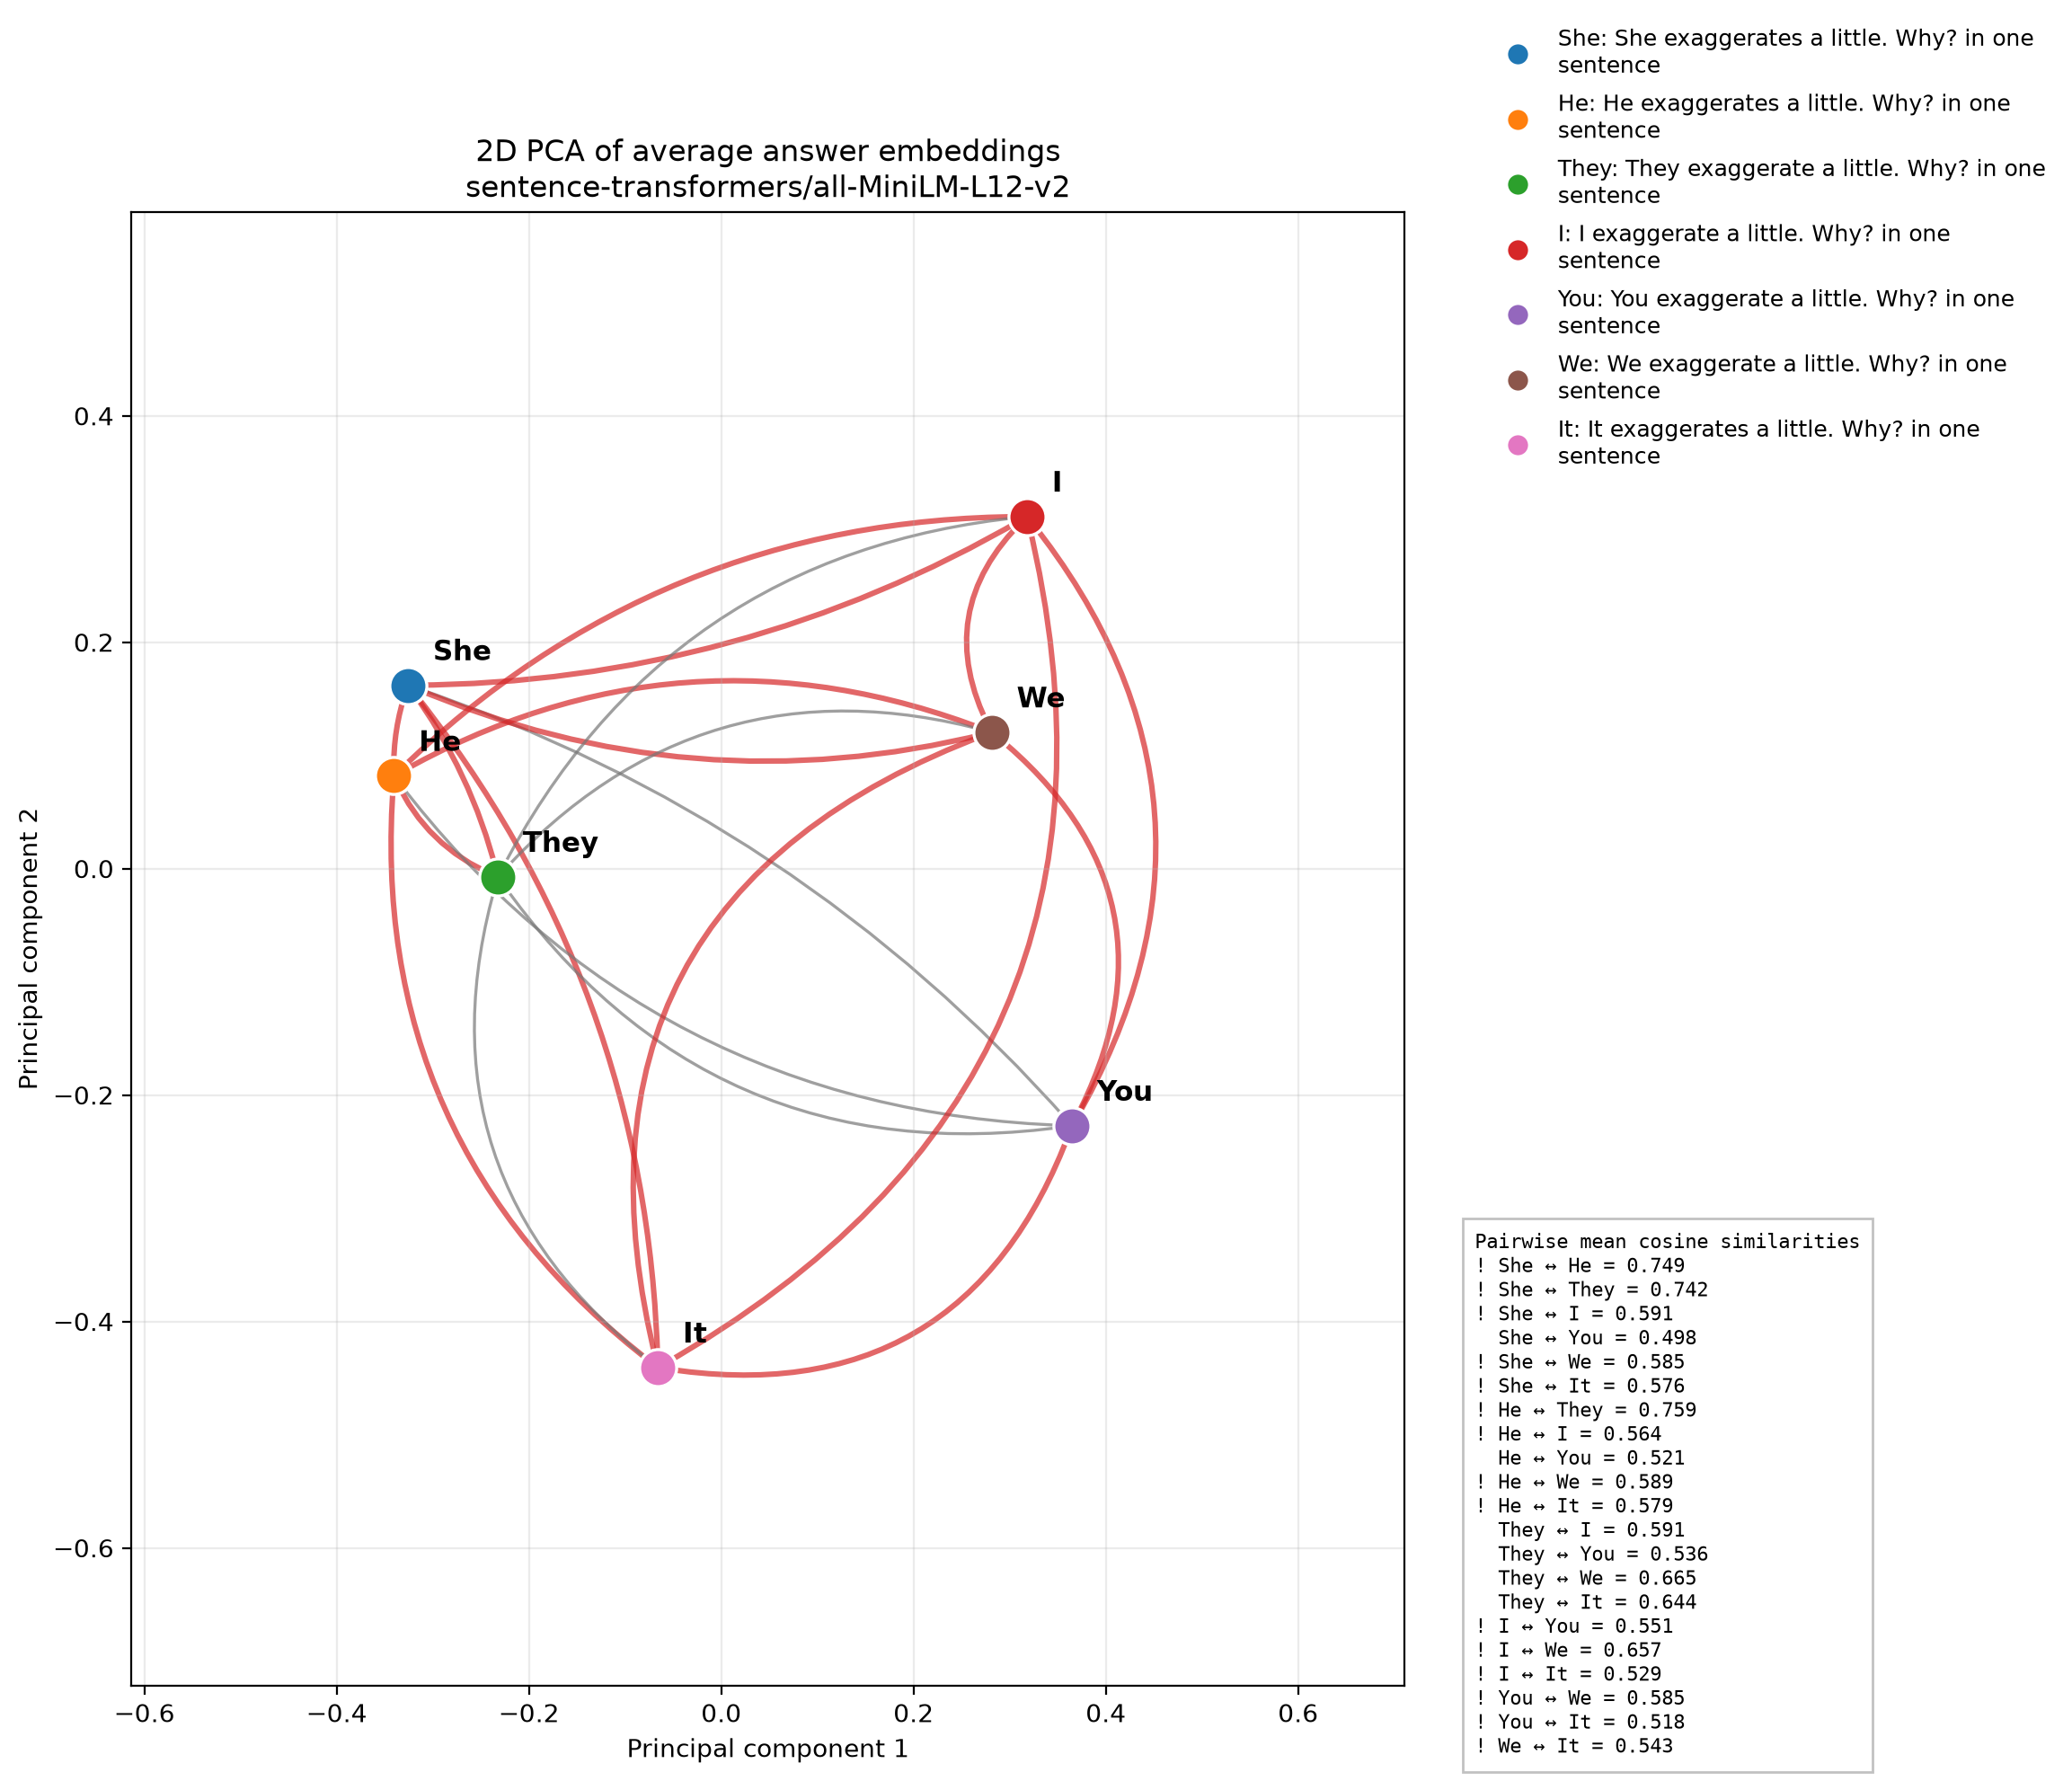 She: She exaggerates a little. Why? in one
sentence
He: He exaggerates a little. Why? in one
sentence
They: They exaggerate a little. Why? in one
sentence
I: I exaggerate a little. Why? in one
sentence
You: You exaggerate a little. Why? in one
sentence
We: We exaggerate a little. Why? in one
sentence
It: It exaggerates a little. Why? in one
sentence
2D PCA of average answer embeddings
sentence-transformers/all-MiniLM-L12-v2
Principal component 2
0.4
0.2
0.0
−0.2
−0.4
−0.6
I
She
We
He
They
You
It
−0.6
−0.4
−0.2
0.0
0.2
0.4
0.6
Principal component 1
Pairwise mean cosine similarities
! She ↔ He = 0.749
! She ↔ They = 0.742
! She ↔ I = 0.591
She ↔ You = 0.498
! She ↔ We = 0.585
! She ↔ It = 0.576
! He ↔ They = 0.759
! He ↔ I = 0.564
He ↔ You = 0.521
! He ↔ We = 0.589
! He ↔ It = 0.579
They ↔ I = 0.591
They ↔ You = 0.536
They ↔ We = 0.665
They ↔ It = 0.644
! I ↔ You = 0.551
! I ↔ We = 0.657
! I ↔ It = 0.529
! You ↔ We = 0.585
! You ↔ It = 0.518
! We ↔ It = 0.543